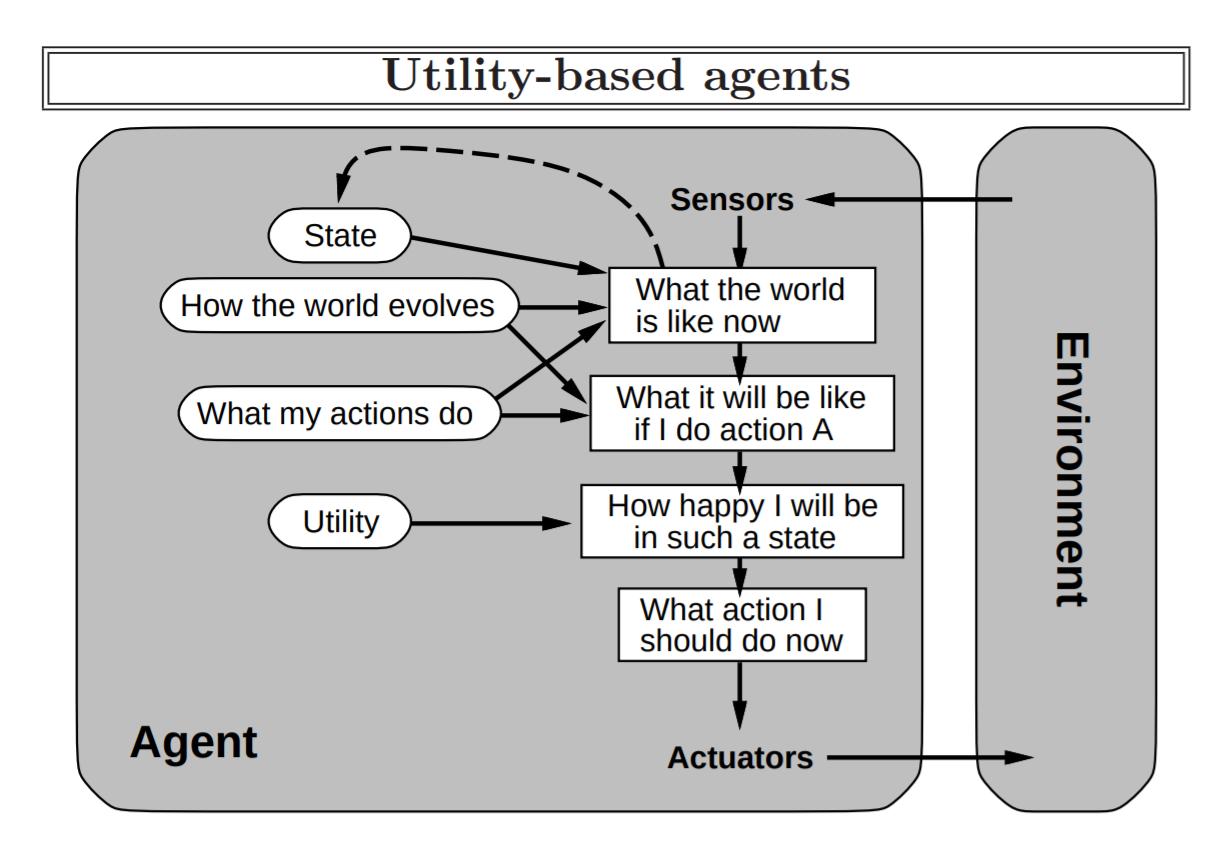 Utility-based agents
Sensors
State
What the world
is like now
How the world evolves
What it will be like
if I do action A
What my actions do
How happy I will be
in such a state
Utility
What action I
should do now
Agent
Actuators
Environment